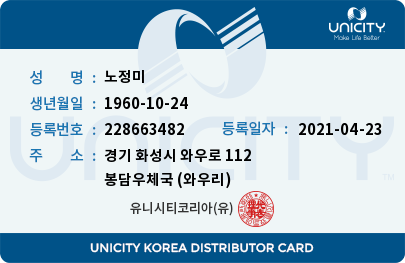 UNICITY
Make Life Better
성 명 : 노정미
생년월일 : 1960-10-24
등록번호 : 228663482 등록일자 : 2021-04-23
주 소 : 경기 화성시 와우로 112
봉담우체국 (와우리)
UNICITY
TM
유니시티코리아(유)
UNICITY KOREA DISTRIBUTOR CARD